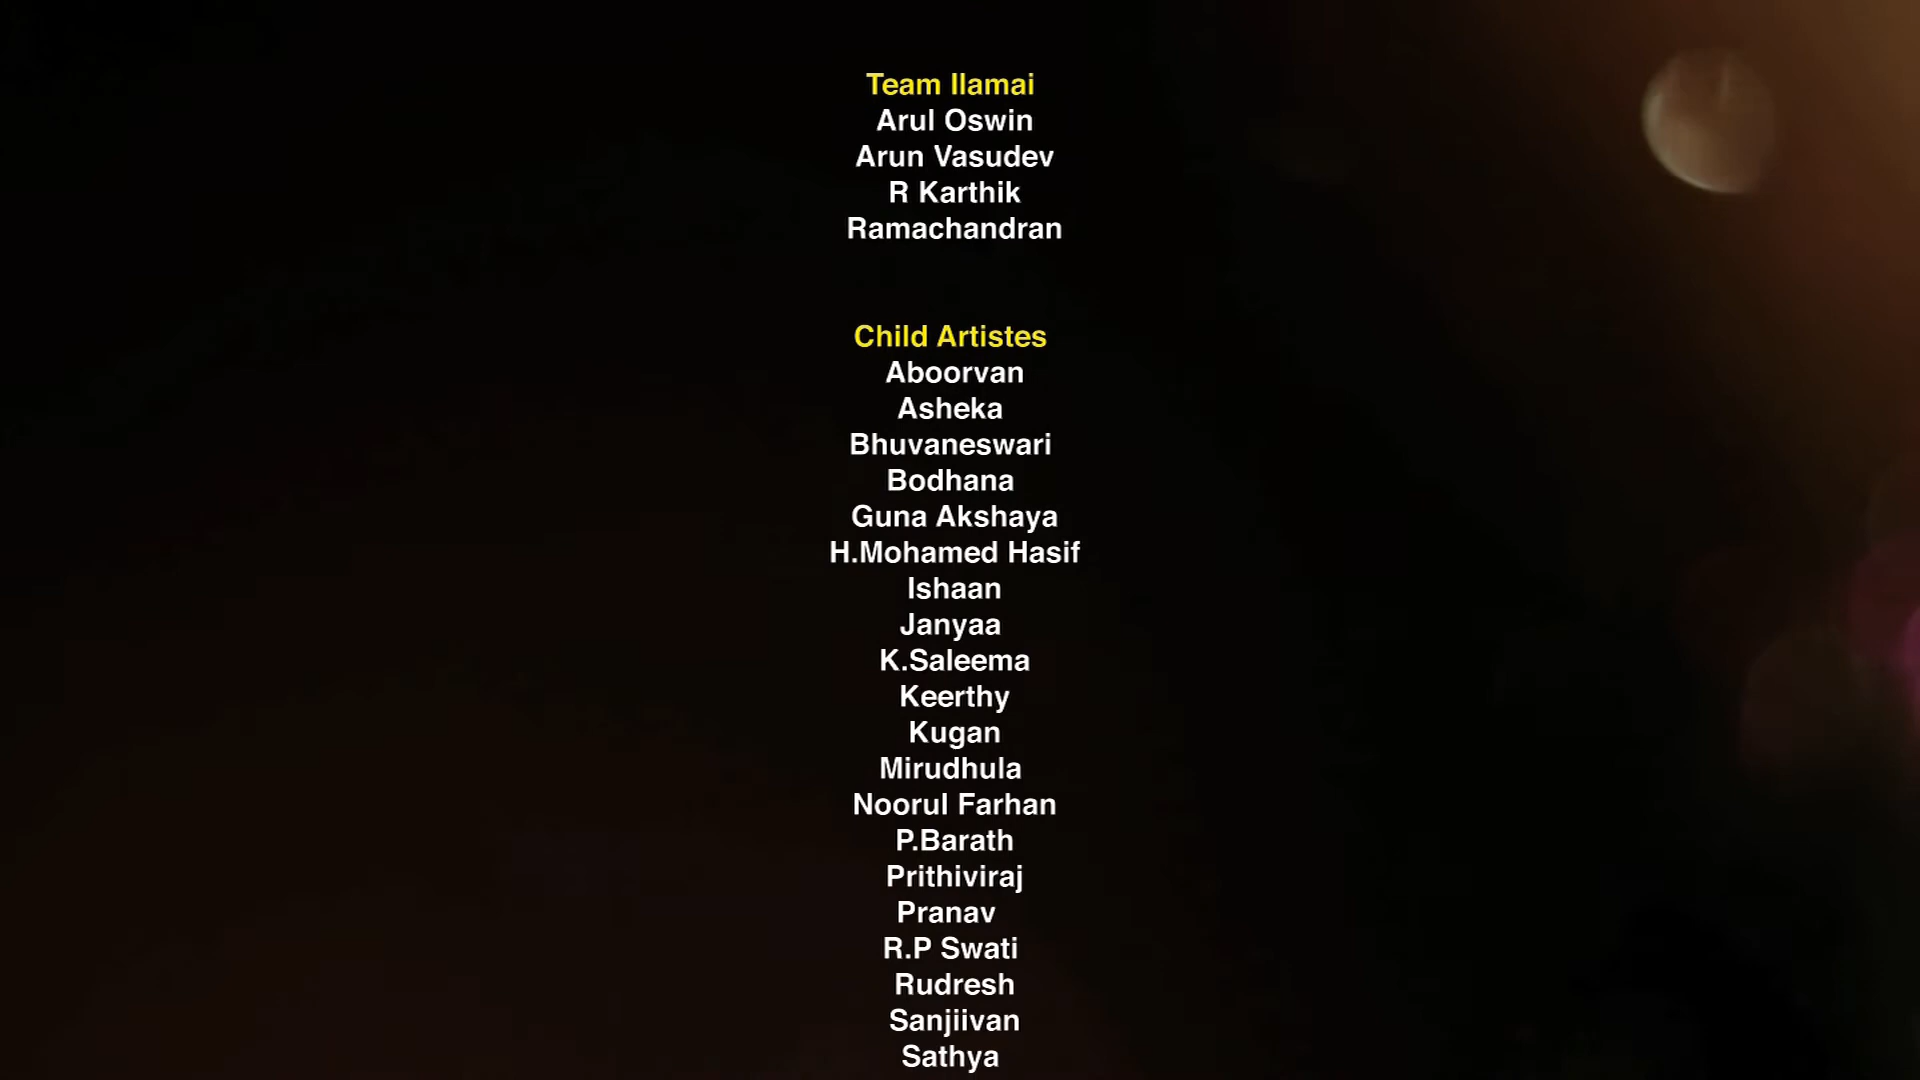 Team Ilamai
Arul Oswin
Arun Vasudev
R Karthik
Ramachandran
Child Artistes
Aboorvan
Asheka
Bhuvaneswari
Bodhana
Guna Akshaya
H.Mohamed Hasif
Ishaan
Janyaa
K.Saleema
Keerthy
Kugan
Mirudhula
Noorul Farhan
P.Barath
Prithiviraj
Pranav
R.P Swati
Rudresh
Sanjiivan
Sathya